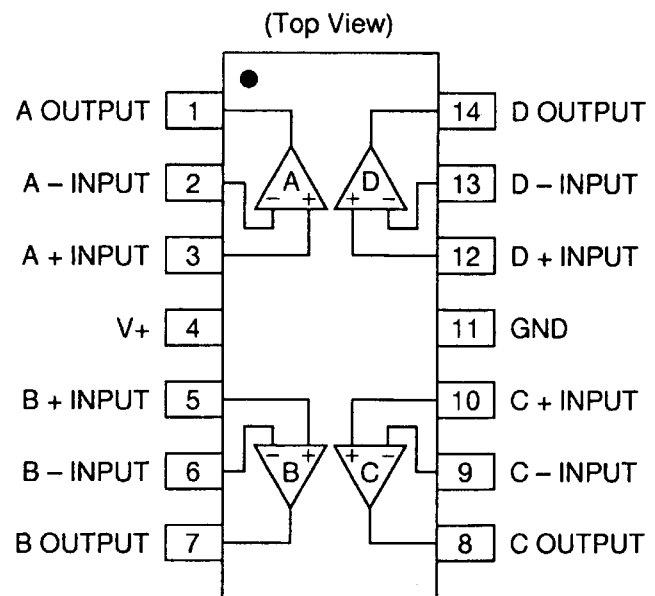 (Top View)
A OUTPUT 1 14 D OUTPUT
A – INPUT 2 A D 13 D – INPUT
– + + –
A + INPUT 3 12 D + INPUT
V+ 4 11 GND
B + INPUT 5 10 C + INPUT
– + + –
B – INPUT 6 B C 9 C – INPUT
B OUTPUT 7 8 C OUTPUT